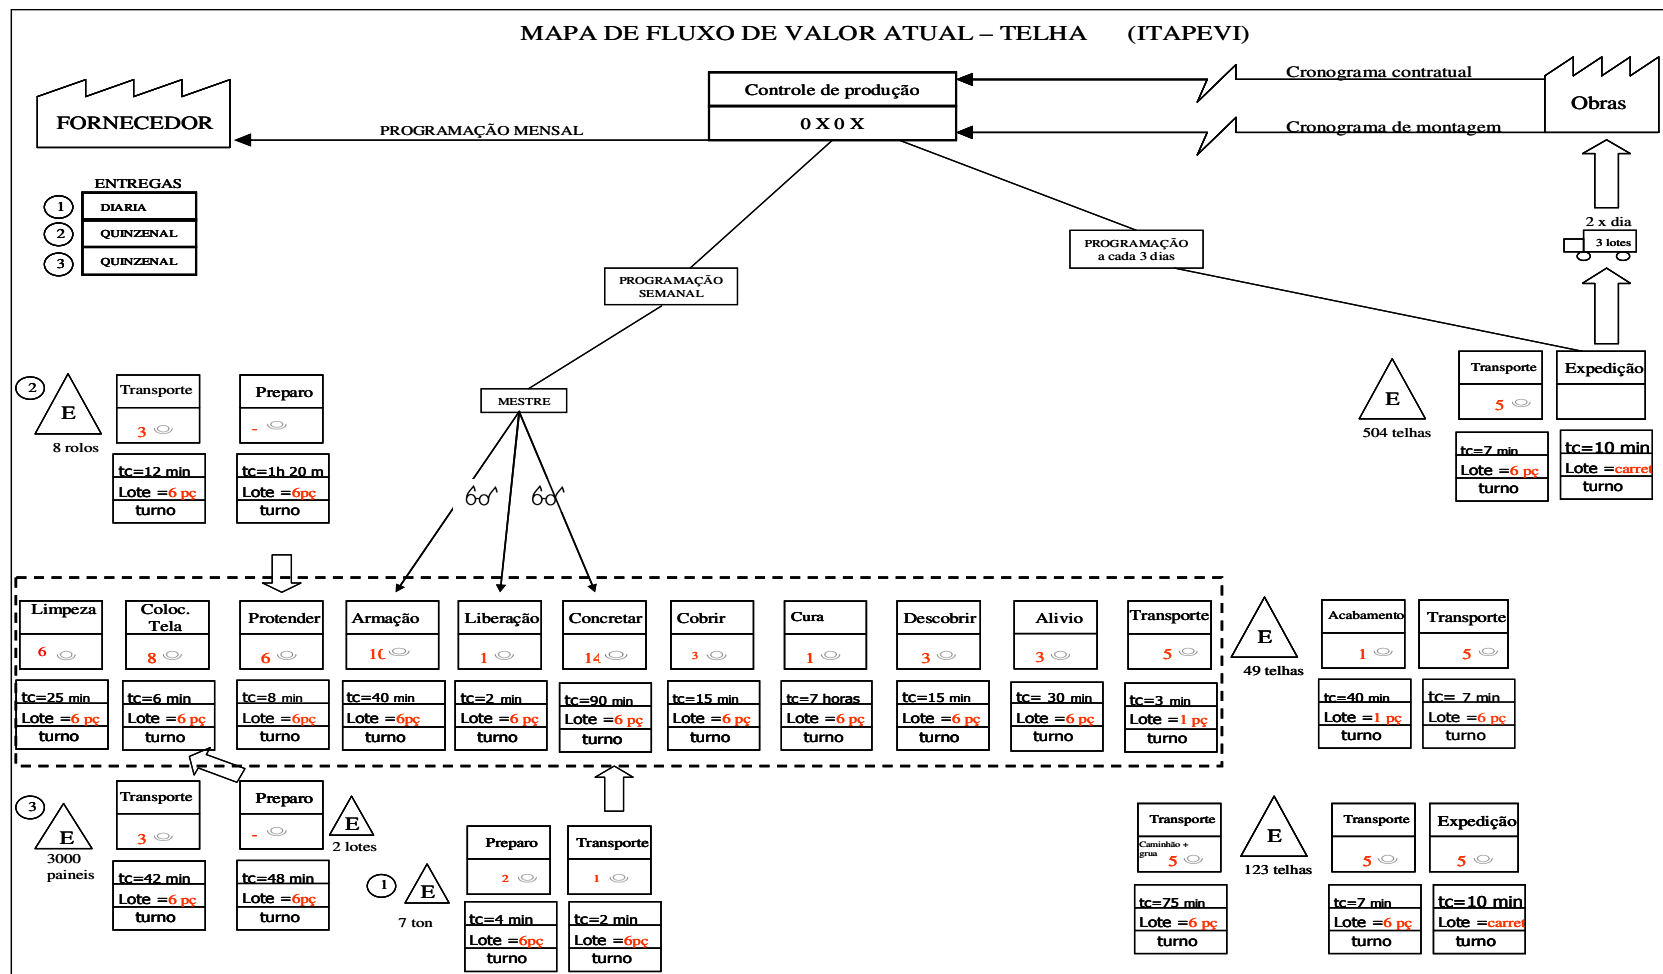 MAPA DE FLUXO DE VALOR ATUAL – TELHA (ITAPEVI)
FORNECEDOR
PROGRAMAÇÃO MENSAL
Controle de produção
0 X 0 X
Cronograma contratual
Cronograma de montagem
Obras
ENTREGAS
1 DIARIA
2 QUINZENAL
3 QUINZENAL
2 x dia
3 lotes
PROGRAMAÇÃO
a cada 3 dias
PROGRAMAÇÃO
SEMANAL
MESTRE
2
E
8 rolos
Transporte
3
tc=12 min
Lote =6 pç
turno
Preparo
-
tc=1h 20 m
Lote =6pç
turno
E
504 telhas
Transporte
5
tc=7 min
Lote =6 pç
turno
Expedição
tc=10 min
Lote =carret
turno
Limpeza
6
tc=25 min
Lote =6 pç
turno
Coloc.
Tela
8
tc=6 min
Lote =6 pç
turno
Protender
6
tc=8 min
Lote =6pç
turno
Armação
10
tc=40 min
Lote =6pç
turno
Liberação
1
tc=2 min
Lote =6 pç
turno
Concretar
14
tc=90 min
Lote =6 pç
turno
Cobrir
3
tc=15 min
Lote =6 pç
turno
Cura
1
tc=7 horas
Lote =6 pç
turno
Descobrir
3
tc=15 min
Lote =6 pç
turno
Alivio
3
tc= 30 min
Lote =6 pç
turno
Transporte
5
tc=3 min
Lote =1 pç
turno
E
49 telhas
Acabamento
1
tc=40 min
Lote =1 pç
turno
Transporte
5
tc= 7 min
Lote =6 pç
turno
3
E
3000
paineis
Transporte
3
tc=42 min
Lote =6 pç
turno
Preparo
-
tc=48 min
Lote =6pç
turno
E
2 lotes
1
E
7 ton
Preparo
2
tc=4 min
Lote =6pç
turno
Transporte
1
tc=2 min
Lote =6pç
turno
Transporte
Caminhão +
grua
5
tc=75 min
Lote =6 pç
turno
E
123 telhas
Transporte
5
tc=7 min
Lote =6 pç
turno
Expedição
5
tc=10 min
Lote =carret
turno